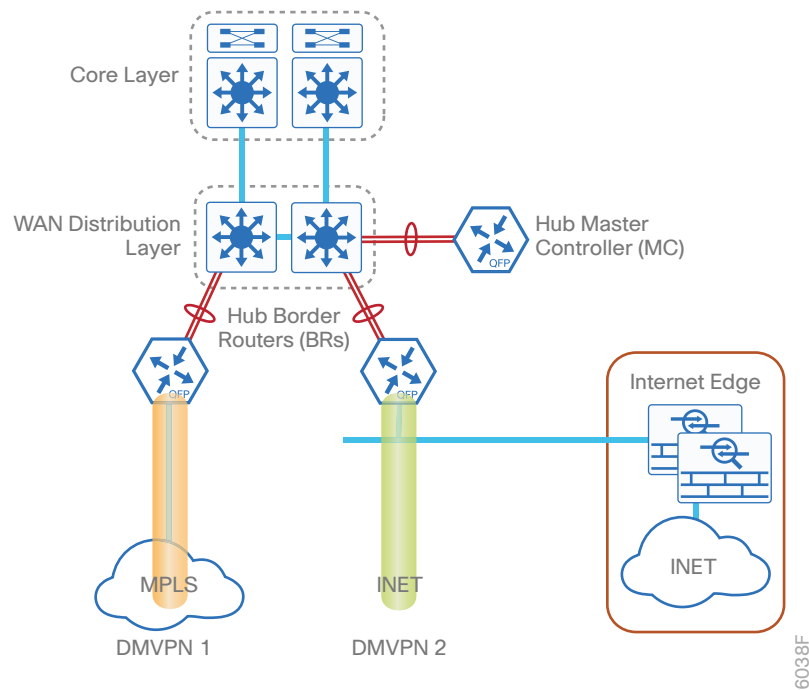 Core Layer
WAN Distribution
Layer
Hub Master
Controller (MC)
QFP
Hub Border
Routers (BRs)
QFP
QFP
Internet Edge
MPLS
INET
INET
DMVPN 1
DMVPN 2
6038F